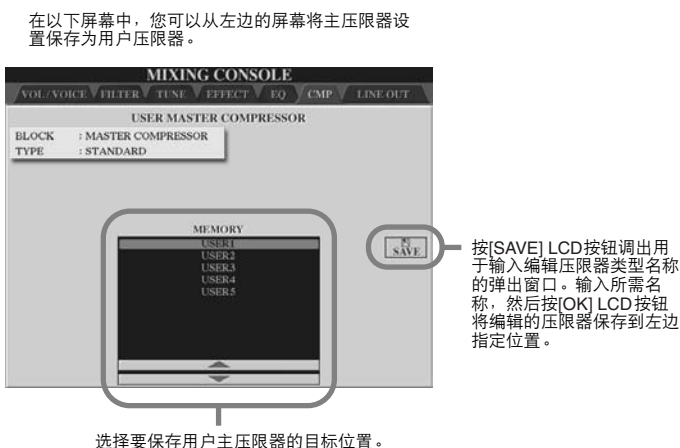 在以下屏幕中，您可以从左边的屏幕将主压限器设
置保存为用户压限器。
MIXING CONSOLE
VOL/VOICE FILTER TUNE EFFECT EQ CMP LINE OUT
USER MASTER COMPRESSOR
BLOCK : MASTER COMPRESSOR
TYPE : STANDARD
MEMORY
USER1
USER2
USER3
USER4
USER5
SAVE
按[SAVE] LCD按钮调出用
于输入编辑压限器类型名称
的弹出窗口。输入所需名
称，然后按[OK] LCD按钮
将编辑的压限器保存到左边
指定位置。
选择要保存用户主压限器的目标位置。